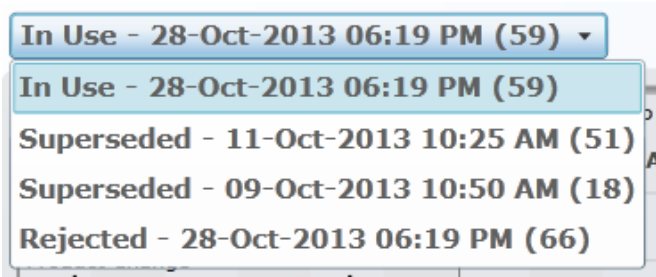 In Use - 28-Oct-2013 06:19 PM (59)
In Use - 28-Oct-2013 06:19 PM (59)
Superseded - 11-Oct-2013 10:25 AM (51)
Superseded - 09-Oct-2013 10:50 AM (18)
Rejected - 28-Oct-2013 06:19 PM (66)